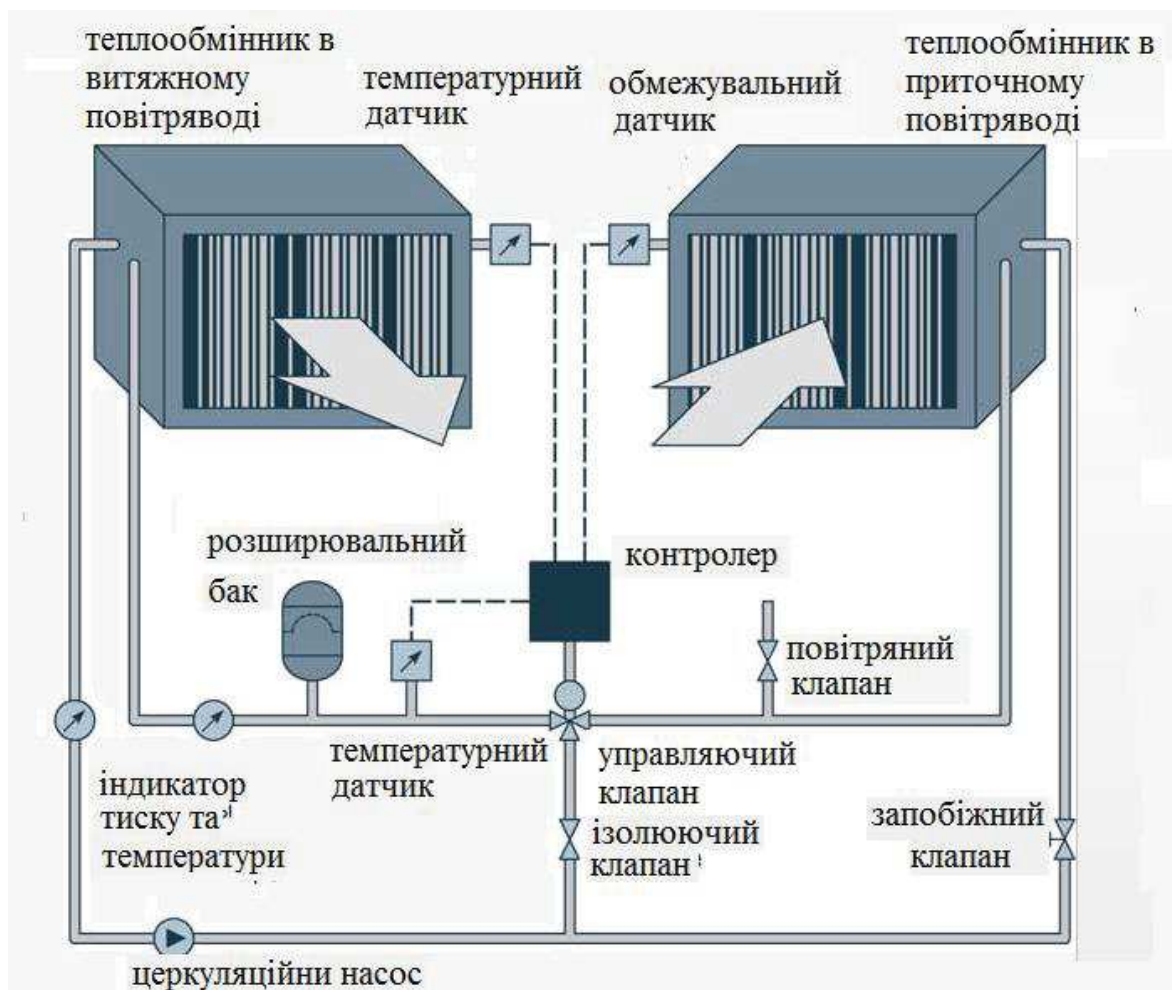 теплообмінник в
витяжному
повітряводі
температурний
датчик
обмежувальний
датчик
теплообмінник в
приточному
повітряводі
розширювальний
бак
контролер
повітряний
клапан
температурний
датчик
управляючий
клапан
індикатор
тиску та
температури
ізолюючий
клапан
запобіжний
клапан
церкуляційни насос